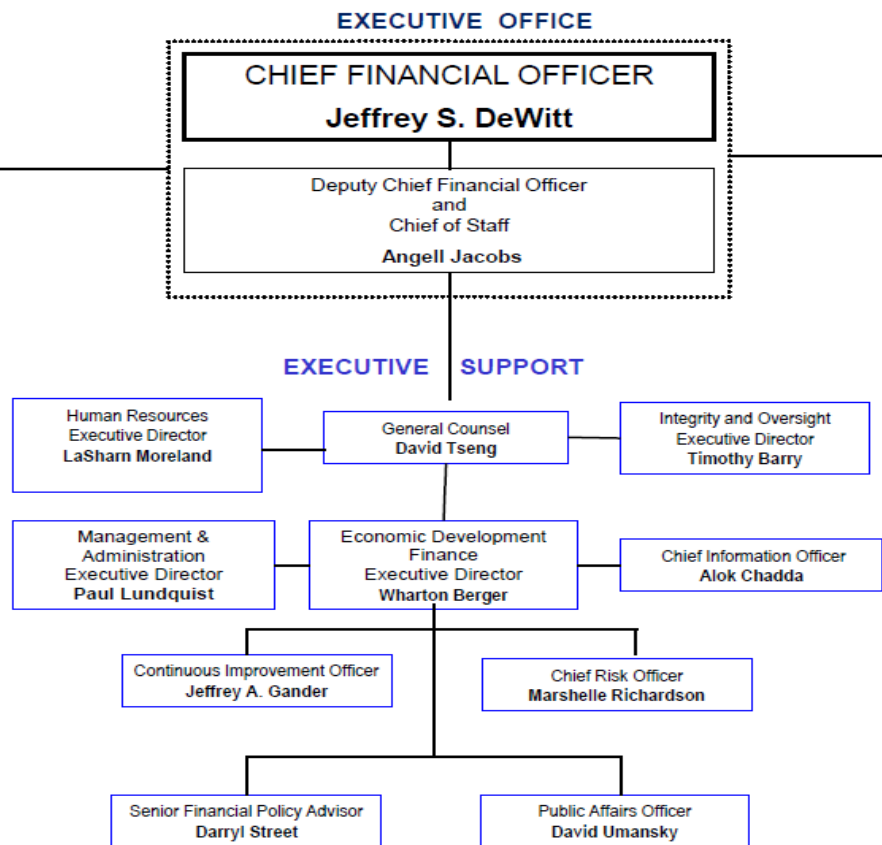 EXECUTIVE OFFICE
CHIEF FINANCIAL OFFICER
Jeffrey S. DeWitt
Deputy Chief Financial Officer
and
Chief of Staff
Angell Jacobs
EXECUTIVE SUPPORT
Human Resources
Executive Director
LaSharn Moreland
General Counsel
David Tseng
Integrity and Oversight
Executive Director
Timothy Barry
Management &
Administration
Executive Director
Paul Lundquist
Economic Development
Finance
Executive Director
Wharton Berger
Chief Information Officer
Alok Chadda
Continuous Improvement Officer
Jeffrey A. Gander
Chief Risk Officer
Marshelle Richardson
Senior Financial Policy Advisor
Darryl Street
Public Affairs Officer
David Umansky